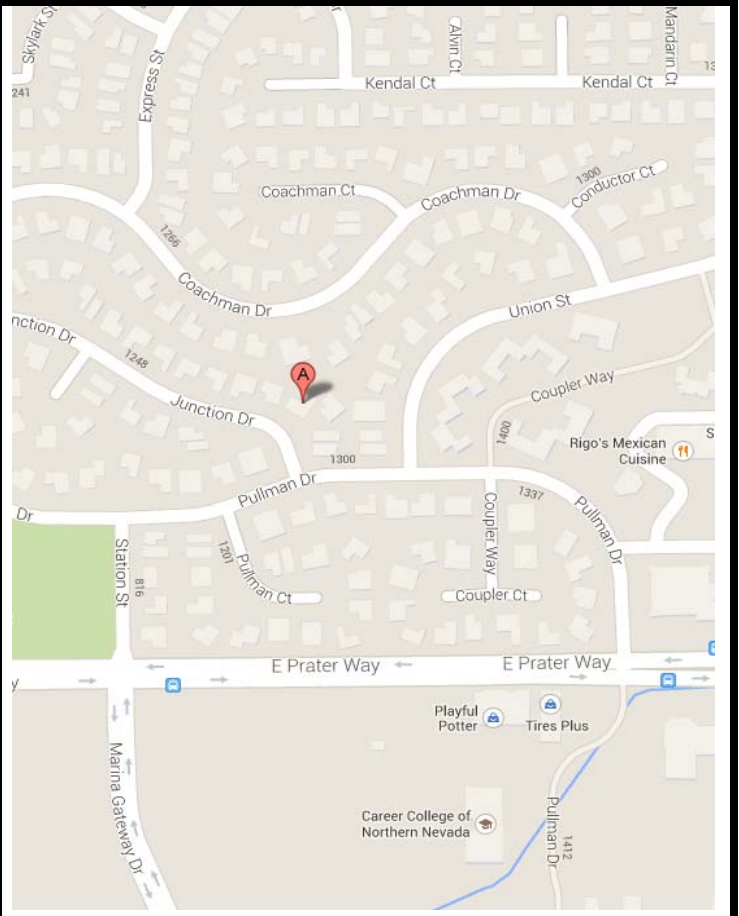 Skylark St
Express St
Alvin Ct
Mandarin Ct
241
Kendal Ct
Kendal Ct
13
Coachman Ct
Coachman Dr
1300
Conductor Ct
1266
Coachman Dr
Union St
nction Dr
1248
A
Junction Dr
Coupler Way
1400
Rigo's Mexican
Cuisine
S
1300
Pullman Dr
1337
Pullman Dr
Dr
Coupler Way
Station St
816
1201
Pullman Ct
Coupler Ct
E Prater Way
E Prater Way
y
Playful
Potter
Tires Plus
Marina Gateway Dr
Career College of
Northern Nevada
Pullman Dr
1412